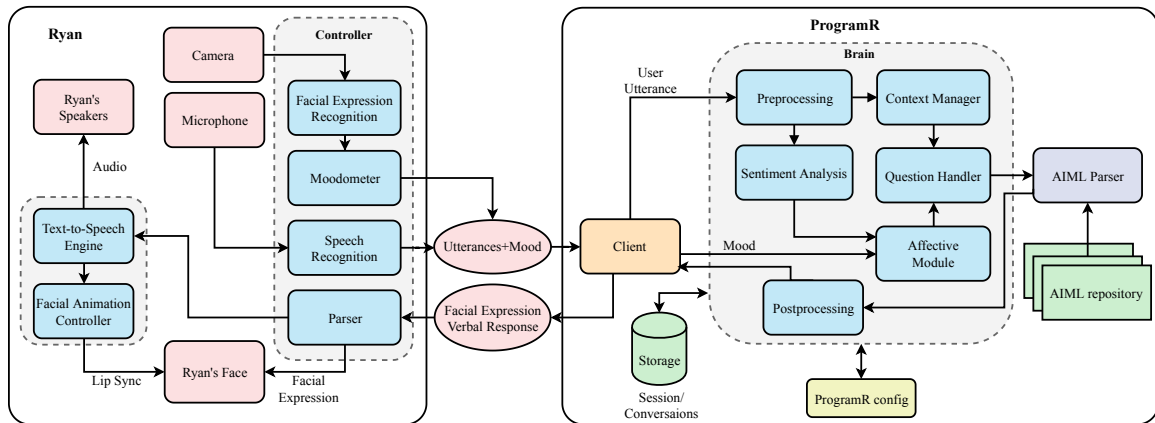 Ryan
Controller
Camera
Facial Expression
Recognition
Ryan's
Speakers
Microphone
Audio
Moodometer
Text-to-Speech
Engine
Speech
Recognition
Utterances+Mood
Facial Animation
Controller
Parser
Facial Expression
Verbal Response
Lip Sync
Ryan's Face
Facial
Expression
ProgramR
Brain
User
Utterance
Preprocessing
Context Manager
Sentiment Analysis
Question Handler
AIML Parser
Client
Mood
Affective
Module
AIML repository
Postprocessing
Storage
Session/
Conversaions
ProgramR config